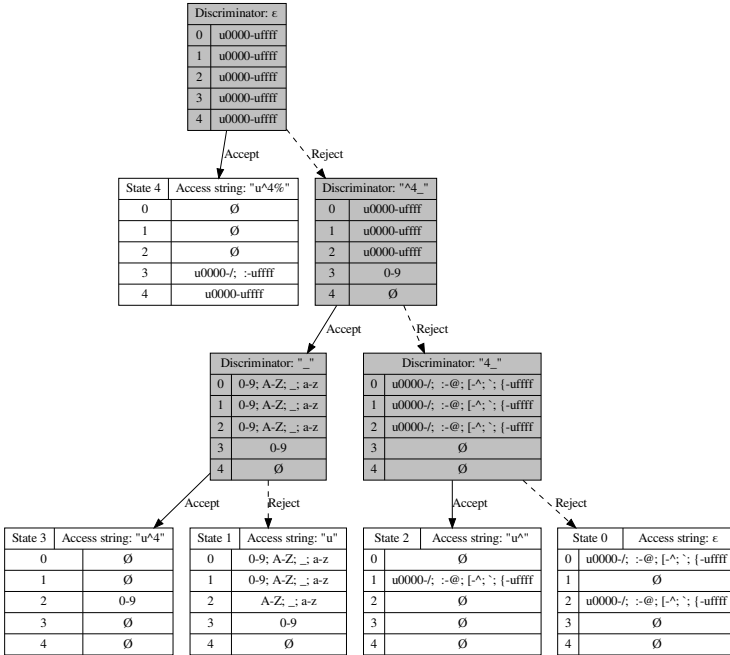 Discriminator: ε
0 u0000-uffff
1 u0000-uffff
2 u0000-uffff
3 u0000-uffff
4 u0000-uffff
Accept
Reject
State 4 Access string: "u^4%"
0 Ø
1 Ø
2 Ø
3 u0000-/; :-uffff
4 u0000-uffff
Discriminator: "^4_"
0 u0000-uffff
1 u0000-uffff
2 u0000-uffff
3 0-9
4 Ø
Accept
Reject
Discriminator: "_"
0 0-9; A-Z; _; a-z
1 0-9; A-Z; _; a-z
2 0-9; A-Z; _; a-z
3 0-9
4 Ø
Discriminator: "4_"
0 u0000-/; :-@; [-^; `; {-uffff
1 u0000-/; :-@; [-^; `; {-uffff
2 u0000-/; :-@; [-^; `; {-uffff
3 Ø
4 Ø
Accept
Reject
Accept
Reject
State 3 Access string: "u^4"
0 Ø
1 Ø
2 0-9
3 Ø
4 Ø
State 1 Access string: "u"
0 0-9; A-Z; _; a-z
1 0-9; A-Z; _; a-z
2 A-Z; _; a-z
3 0-9
4 Ø
State 2 Access string: "u^"
0 Ø
1 u0000-/; :-@; [-^; `; {-uffff
2 Ø
3 Ø
4 Ø
State 0 Access string: ε
0 u0000-/; :-@; [-^; `; {-uffff
1 Ø
2 u0000-/; :-@; [-^; `; {-uffff
3 Ø
4 Ø